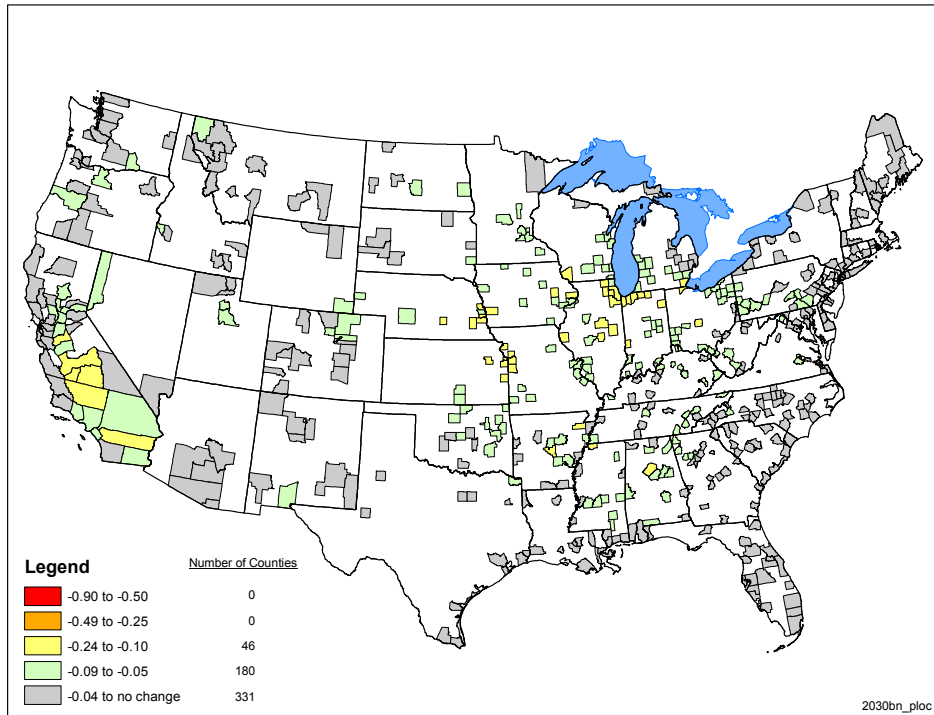 Legend
Number of Counties
-0.90 to -0.50 0
-0.49 to -0.25 0
-0.24 to -0.10 46
-0.09 to -0.05 180
-0.04 to no change 331
2030bn_ploc